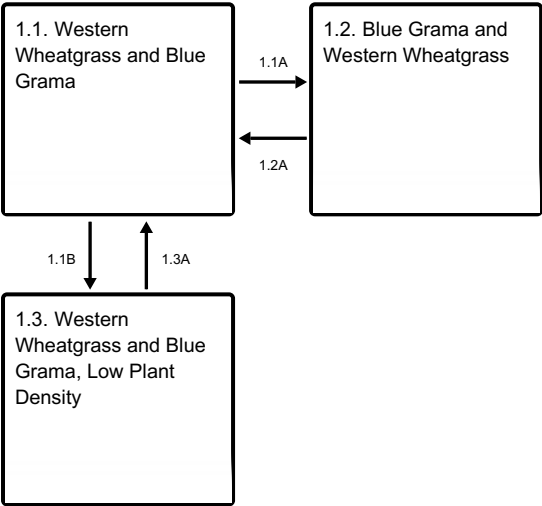 1.1. Western
Wheatgrass and Blue
Grama
1.1A
1.2. Blue Grama and
Western Wheatgrass
1.2A
1.1B
1.3A
1.3. Western
Wheatgrass and Blue
Grama, Low Plant
Density